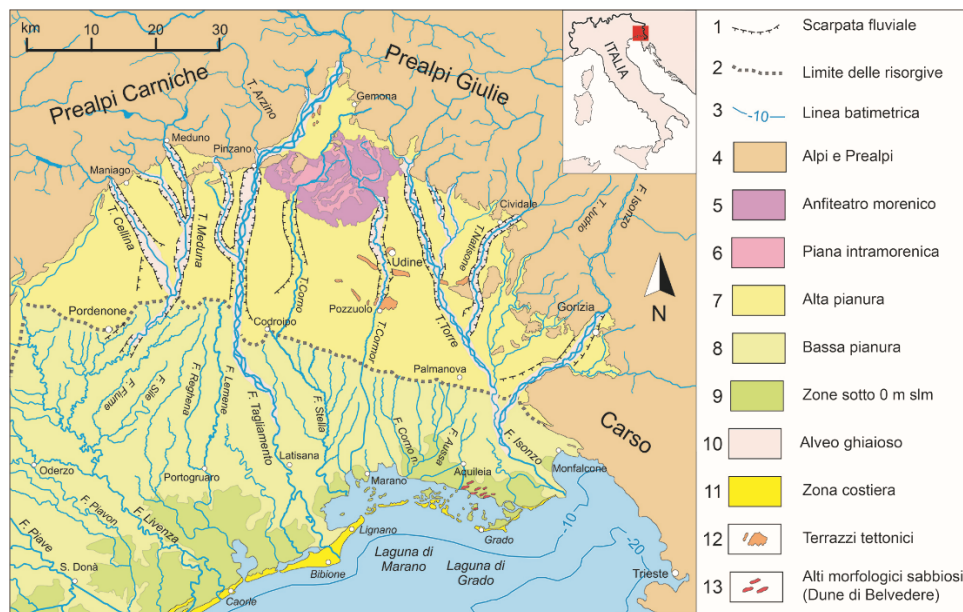 km
0 10 20 30
Prealpi Carniche
Prealpi Giulie
T. Arzino
Gemona
Meduno
Pinzano
Maniago
T. Cellina
T. Meduna
Cividale
T. Natisone
T. Judrio
F. Isonzo
Udine
Pozzuolo
T. Corno
T. Cormor
T. Torre
Gorizia
N
Pordenone
Codroipo
Palmanova
F. Fiume
F. Sile
F. Reghena
F. Lemene
F. Tagliamento
F. Stella
F. Corno n.
F. Aussa
F. Isonzo
Carso
Latisana
Oderzo
Portogruaro
Marano
Aquileia
Monfalcone
F. Piavon
F. Livenza
F. Piave
S. Donà
Lignano
Grado
Bibione
Caorle
Laguna di
Marano
Laguna di
Grado
-10
-20
Trieste
ITALIA
1 Scarpata fluviale
2 Limite delle risorgive
3 -10 Linea batimetrica
4 Alpi e Prealpi
5 Anfiteatro morenico
6 Piana intramorenica
7 Alta pianura
8 Bassa pianura
9 Zone sotto 0 m slm
10 Alveo ghiaioso
11 Zona costiera
12 Terrazzi tettonici
13 Alti morfologici sabbiosi
(Dune di Belvedere)